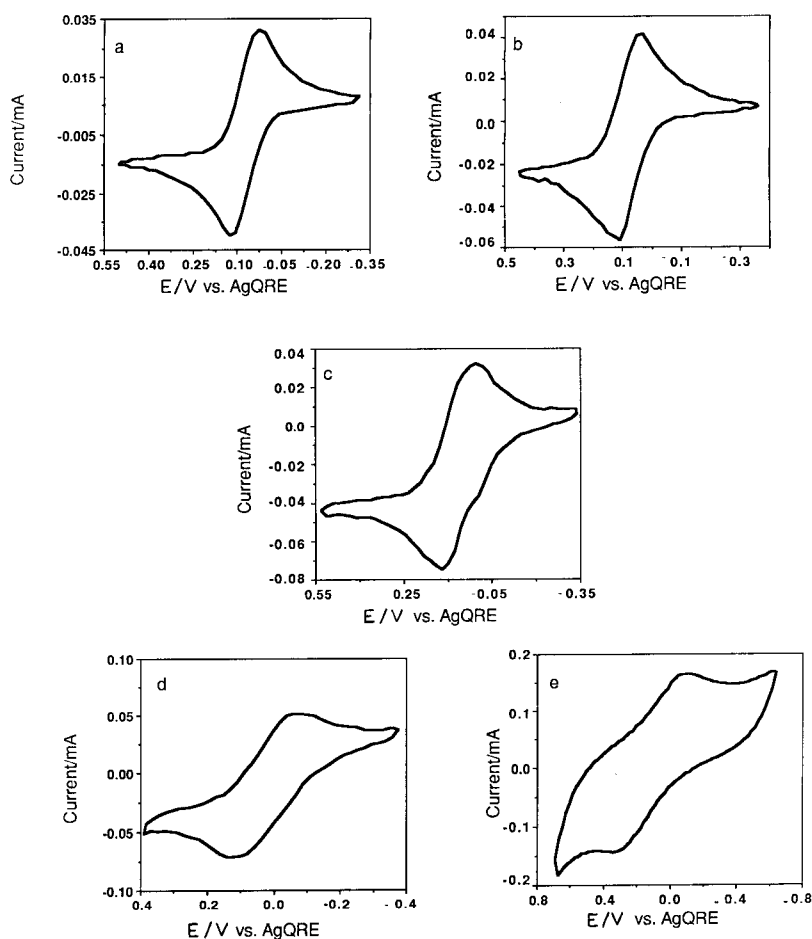 a
0.035
0.015
-0.005
-0.025
-0.045
Current/mA
0.55 0.40 0.25 0.10 -0.05 -0.20 -0.35
E/V vs. AgQRE
b
0.06
0.04
0.02
0.0
-0.02
-0.04
-0.06
Current/mA
0.5 0.3 0.1 -0.1 -0.3
E/V vs. AgQRE
c
0.04
0.02
0.0
-0.02
-0.04
-0.06
-0.08
Current/mA
0.55 0.25 -0.05 -0.35
E/V vs. AgQRE
d
0.10
0.05
0.00
-0.05
-0.10
Current/mA
0.4 0.2 0.0 -0.2 -0.4
E/V vs. AgQRE
e
0.2
0.1
0.0
-0.1
-0.2
Current/mA
0.8 0.4 0.0 -0.4 -0.8
E/V vs. AgQRE